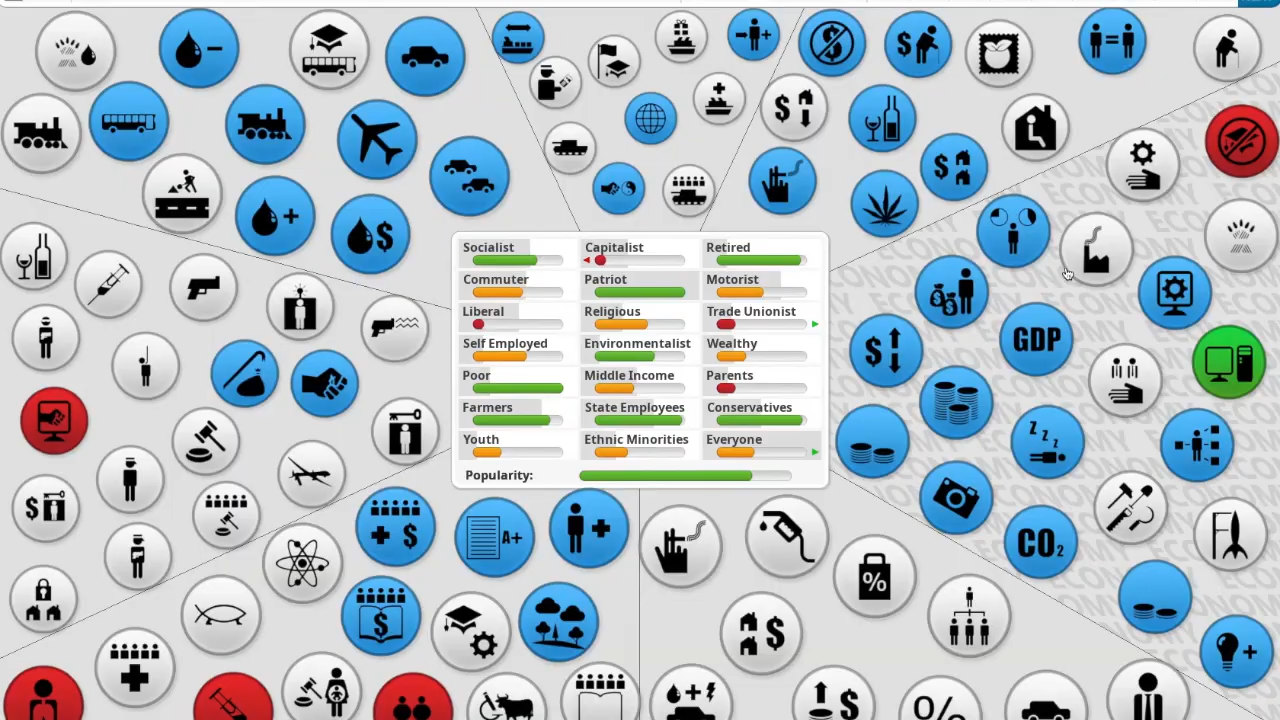 Socialist Capitalist Retired
Commuter Patriot Motorist
Liberal Religious Trade Unionist
Self Employed Environmentalist Wealthy
Poor Middle Income Parents
Farmers State Employees Conservatives
Youth Ethnic Minorities Everyone
Popularity:
GDP
A+
CO₂